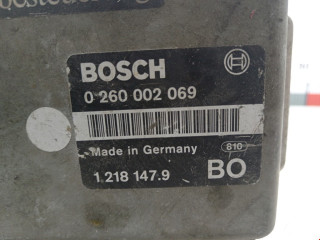 BOSCH
0 260 002 069
Made in Germany 810
1 218 147.9 BO